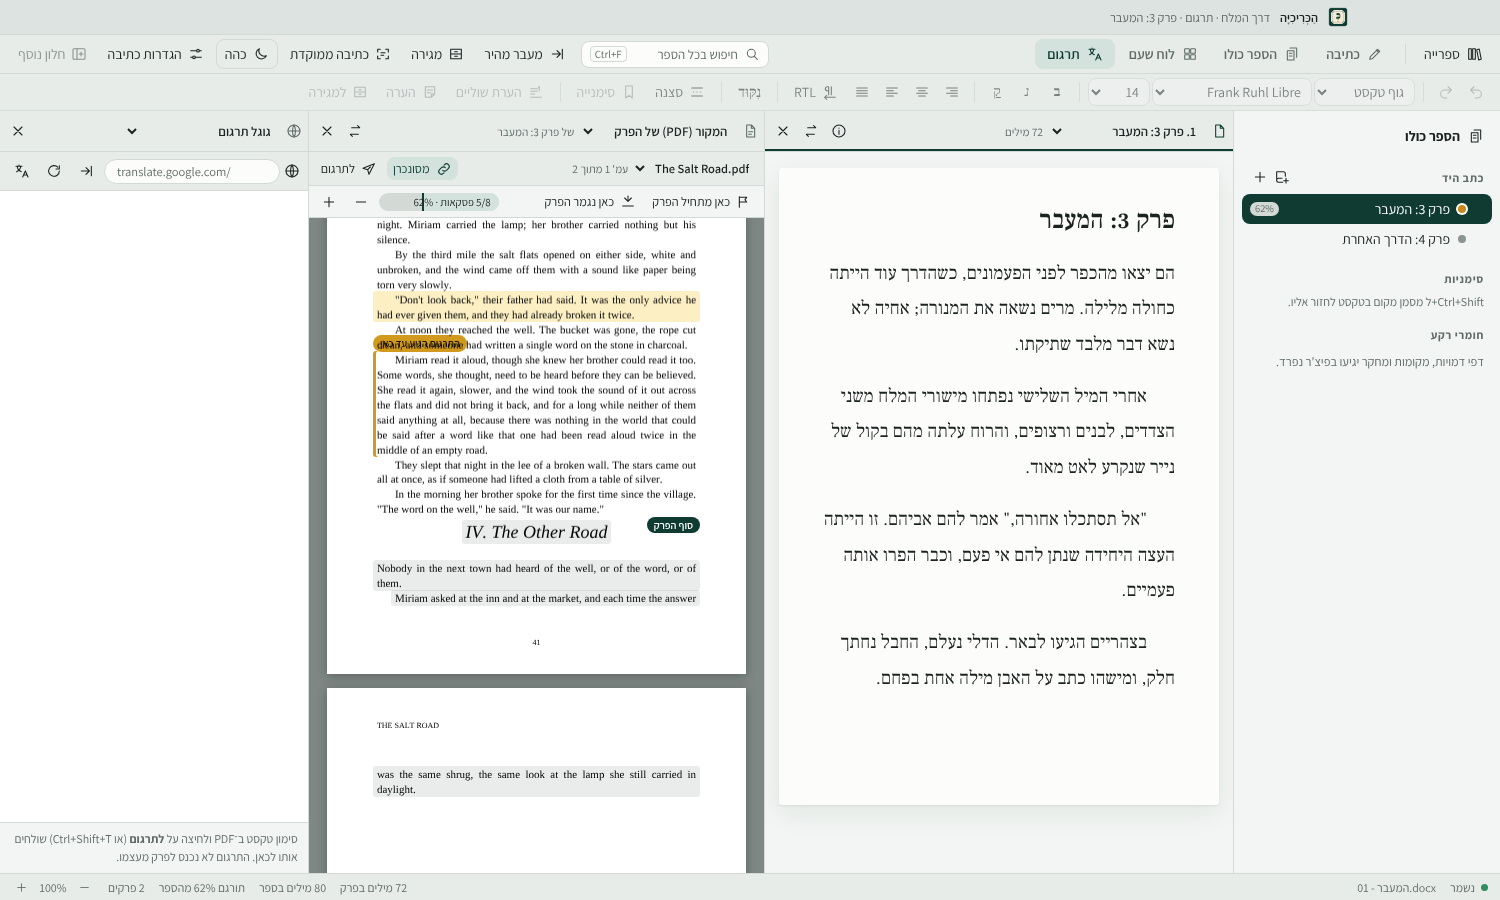 הַכְּרִיכִיָּה דרך המלח · תרגום · פרק 3: המעבר
ספרייה
כתיבה
הספר כולו
לוח שעם
תרגום
חיפוש בכל הספר
Ctrl+F
מעבר מהיר
מגירה
כתיבה ממוקדת
כהה
הגדרות כתיבה
חלון נוסף
גוף טקסט
Frank Ruhl Libre
14
RTL
נִקּוּד
סצנה
סימנייה
הערת שוליים
הערה
למגירה
הספר כולו
כתב היד
פרק 3: המעבר
62%
פרק 4: הדרך האחרת
סימניות
Ctrl+Shift+ל מסמן מקום בטקסט לחזור אליו.
חומרי רקע
דפי דמויות, מקומות ומחקר יגיעו בפיצ'ר נפרד.
1. פרק 3: המעבר
72 מילים
פרק 3: המעבר
הם יצאו מהכפר לפני הפעמונים, כשהדרך עוד הייתה
כחולה מלילה. מרים נשאה את המנורה; אחיה לא
נשא דבר מלבד שתיקתו.
אחרי המיל השלישי נפתחו מישורי המלח משני
הצדדים, לבנים ורצופים, והרוח עלתה מהם בקול של
נייר שנקרע לאט מאוד.
"אל תסתכלו אחורה," אמר להם אביהם. זו הייתה
העצה היחידה שנתן להם אי פעם, וכבר הפרו אותה
פעמיים.
בצהריים הגיעו לבאר. הדלי נעלם, החבל נחתך
חלק, ומישהו כתב על האבן מילה אחת בפחם.
המקור (PDF) של הפרק
של פרק 3: המעבר
The Salt Road.pdf
עמ' 1 מתוך 2
מסונכרן
לתרגום
כאן מתחיל הפרק
כאן נגמר הפרק
5/8 פסקאות · 62%
night. Miriam carried the lamp; her brother carried nothing but his
silence.
By the third mile the salt flats opened on either side, white and
unbroken, and the wind came off them with a sound like paper being
torn very slowly.
"Don't look back," their father had said. It was the only advice he
had ever given them, and they had already broken it twice.
At noon they reached the well. The bucket was gone, the rope cut
clean, and someone had written a single word on the stone in charcoal.
התרגום הגיע עד כאן
Miriam read it aloud, though she knew her brother could read it too.
Some words, she thought, need to be heard before they can be believed.
She read it again, slower, and the wind took the sound of it out across
the flats and did not bring it back, and for a long while neither of them
said anything at all, because there was nothing in the world that could
be said after a word like that one had been read aloud twice in the
middle of an empty road.
They slept that night in the lee of a broken wall. The stars came out
all at once, as if someone had lifted a cloth from a table of silver.
In the morning her brother spoke for the first time since the village.
"The word on the well," he said. "It was our name."
סוף הפרק
IV. The Other Road
Nobody in the next town had heard of the well, or of the word, or of
them.
Miriam asked at the inn and at the market, and each time the answer
41
THE SALT ROAD
was the same shrug, the same look at the lamp she still carried in
daylight.
גוגל תרגום
translate.google.com/
סימון טקסט ב־PDF ולחיצה על לתרגום (או Ctrl+Shift+T) שולחים
אותו לכאן. התרגום לא נכנס לפרק מעצמו.
נשמר
01 - המעבר.docx
72 מילים בפרק
80 מילים בספר
תורגם 62% מהספר
2 פרקים
100%